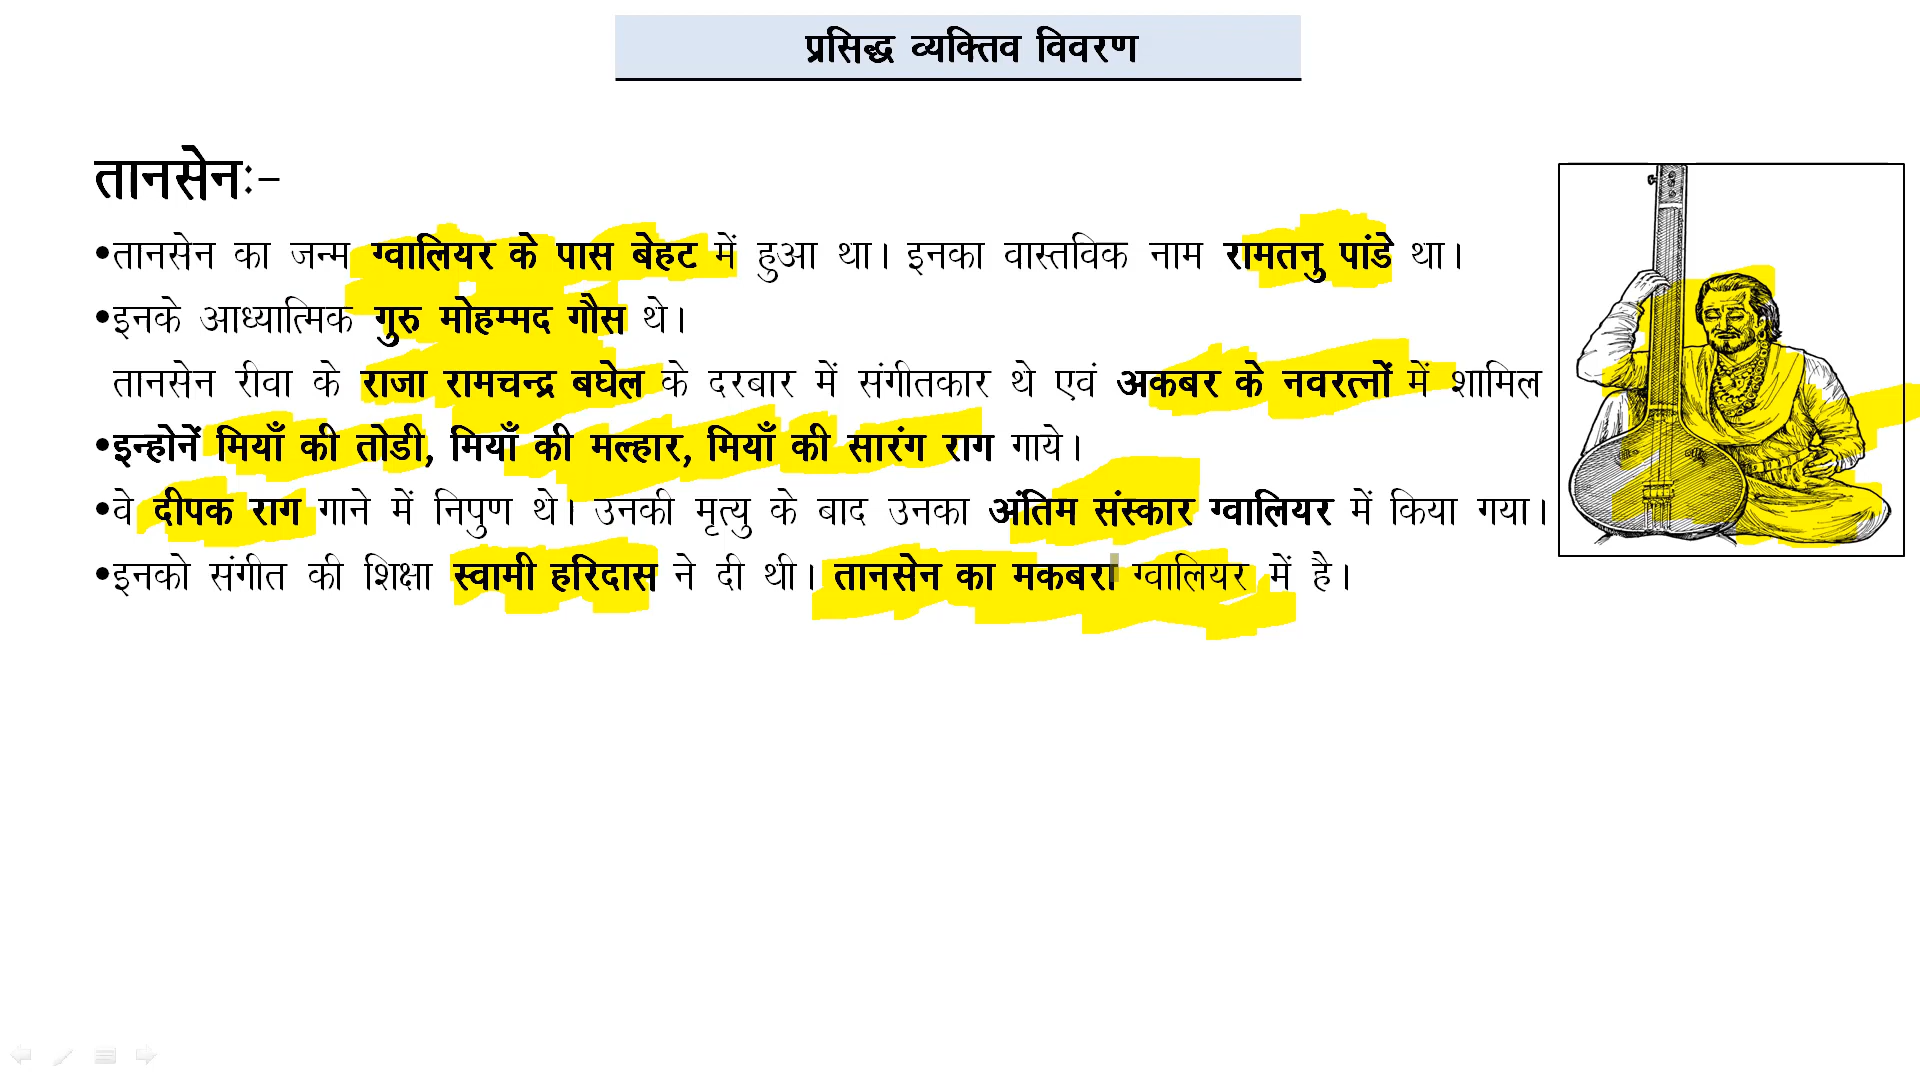 प्रसिद्ध व्यक्तिव विवरण
तानसेनः–
•तानसेन का जन्म ग्वालियर के पास बेहट में हुआ था। इनका वास्तविक नाम रामतनु पांडे था।
•इनके आध्यात्मिक गुरु मोहम्मद गौस थे।
तानसेन रीवा के राजा रामचन्द्र बघेल के दरबार में संगीतकार थे एवं अकबर के नवरत्नों में शामिल
•इन्होनें मियाँ की तोडी, मियाँ की मल्हार, मियाँ की सारंग राग गाये।
•वे दीपक राग गाने में निपुण थे। उनकी मृत्यु के बाद उनका अंतिम संस्कार ग्वालियर में किया गया।
•इनको संगीत की शिक्षा स्वामी हरिदास ने दी थी। तानसेन का मकबरा ग्वालियर में है।